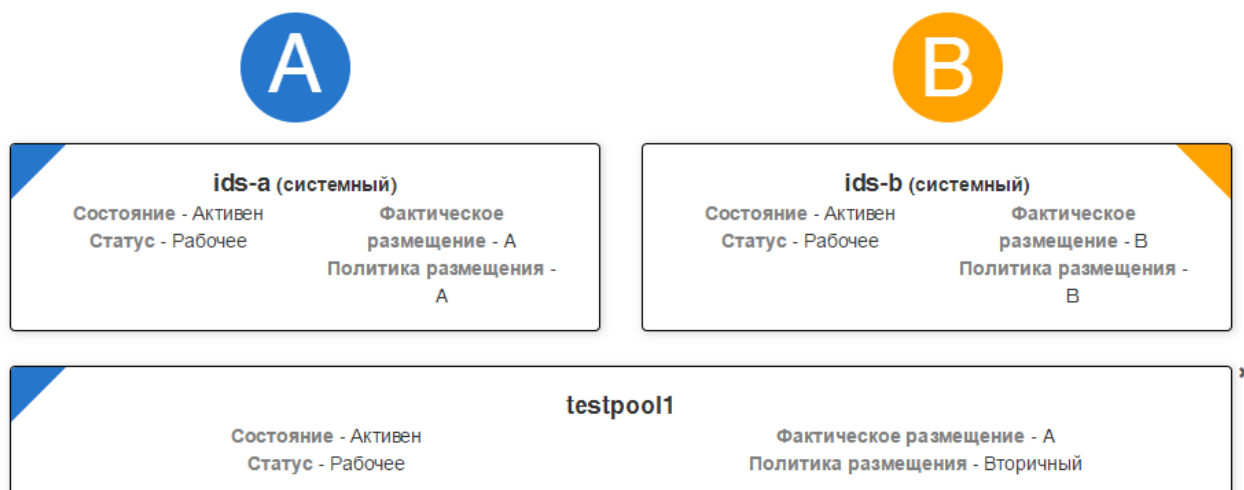 A
B
ids-a (системный)
Состояние - Активен
Статус - Рабочее
Фактическое
размещение - A
Политика размещения -
A
ids-b (системный)
Состояние - Активен
Статус - Рабочее
Фактическое
размещение - B
Политика размещения -
B
testpool1
Состояние - Активен
Статус - Рабочее
Фактическое размещение - A
Политика размещения - Вторичный